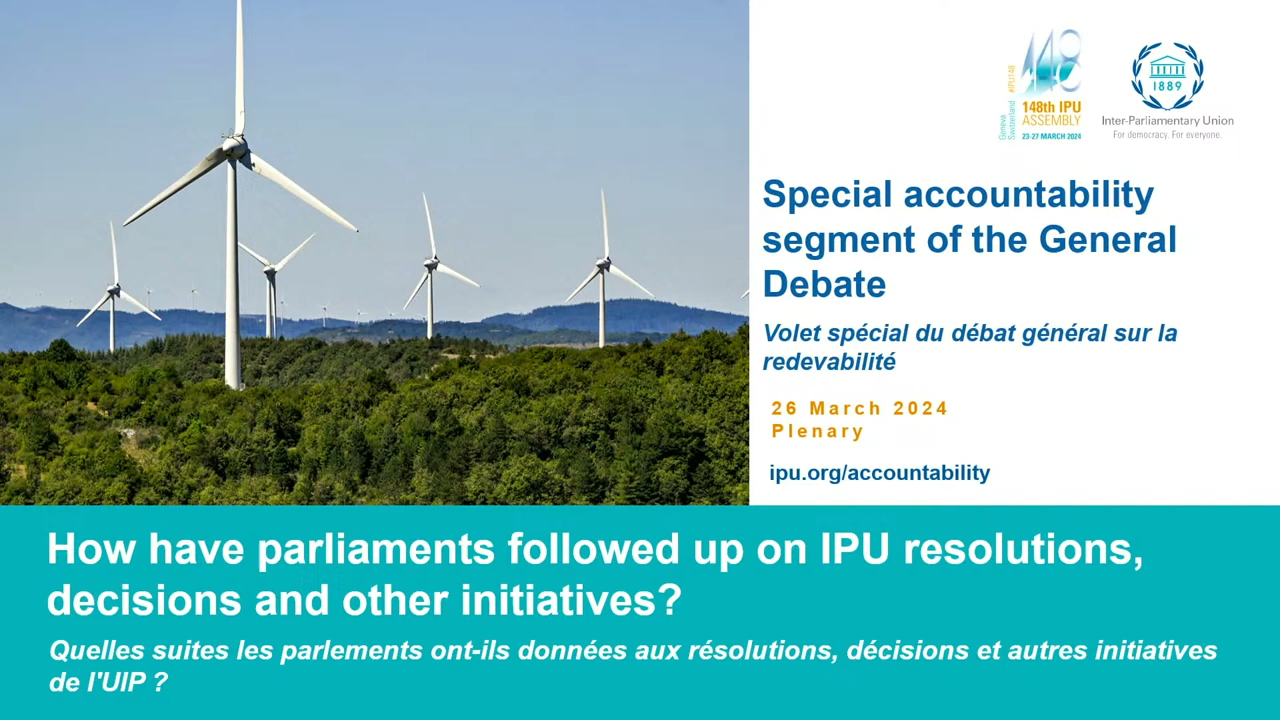 #IPU148
Geneva
Switzerland
148
148th IPU
ASSEMBLY
23-27 MARCH 2024
1889
Inter-Parliamentary Union
For democracy. For everyone.
Special accountability
segment of the General
Debate
Volet spécial du débat général sur la
redevabilité
26 March 2024
Plenary
ipu.org/accountability
How have parliaments followed up on IPU resolutions,
decisions and other initiatives?
Quelles suites les parlements ont-ils données aux résolutions, décisions et autres initiatives
de l'UIP ?